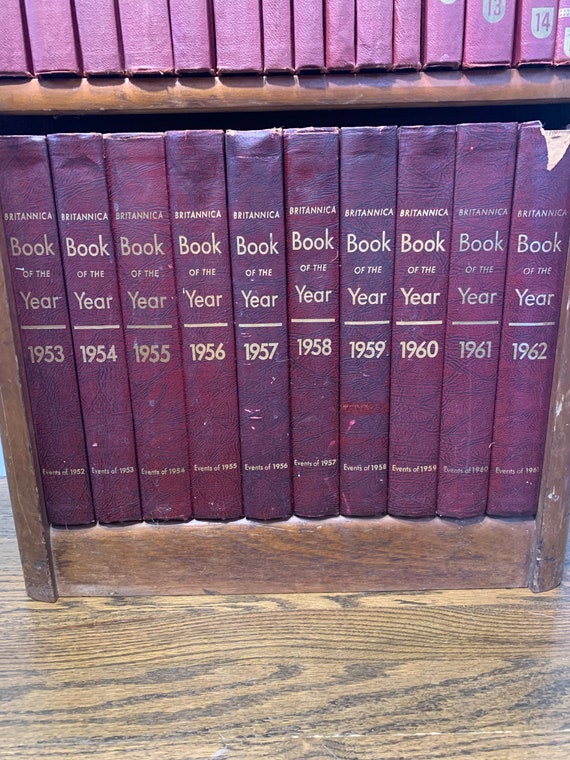 13
14
BRITANNICA
Book
OF THE
Year
1953
Events of 1952
BRITANNICA
Book
OF THE
Year
1954
Events of 1953
BRITANNICA
Book
OF THE
Year
1955
Events of 1954
BRITANNICA
Book
OF THE
Year
1956
Events of 1955
BRITANNICA
Book
OF THE
Year
1957
Events of 1956
BRITANNICA
Book
OF THE
Year
1958
Events of 1957
BRITANNICA
Book
OF THE
Year
1959
Events of 1958
BRITANNICA
Book
OF THE
Year
1960
Events of 1959
BRITANNICA
Book
OF THE
Year
1961
Events of 1960
BRITANNICA
Book
OF THE
Year
1962
Events of 1961